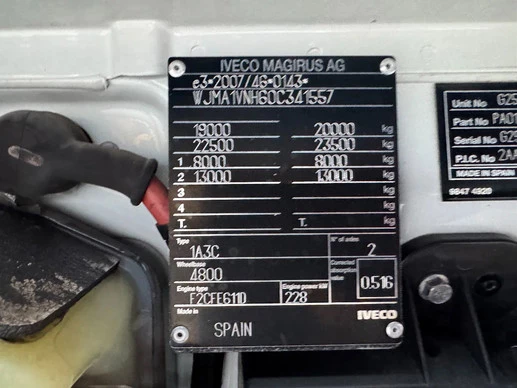 IVECO MAGIRUS AG
e3*2007/46*0143*
WJMA1VNH60C341557
19000 20000 kg
22500 23500 kg
1 8000 8000 kg
2 13000 13000 kg
3 kg
4 kg
T. T. kg
Type N° of axles
1A3C 2
Wheelbase Corrected absorption value
4800 0.516
Engine type Engine power kW
F2CFE611D 228
Made in IVECO
SPAIN
Unit No G25
Part No PA01
Serial No
P.I.C. No 2AA
MADE IN SPAIN
9847 4920